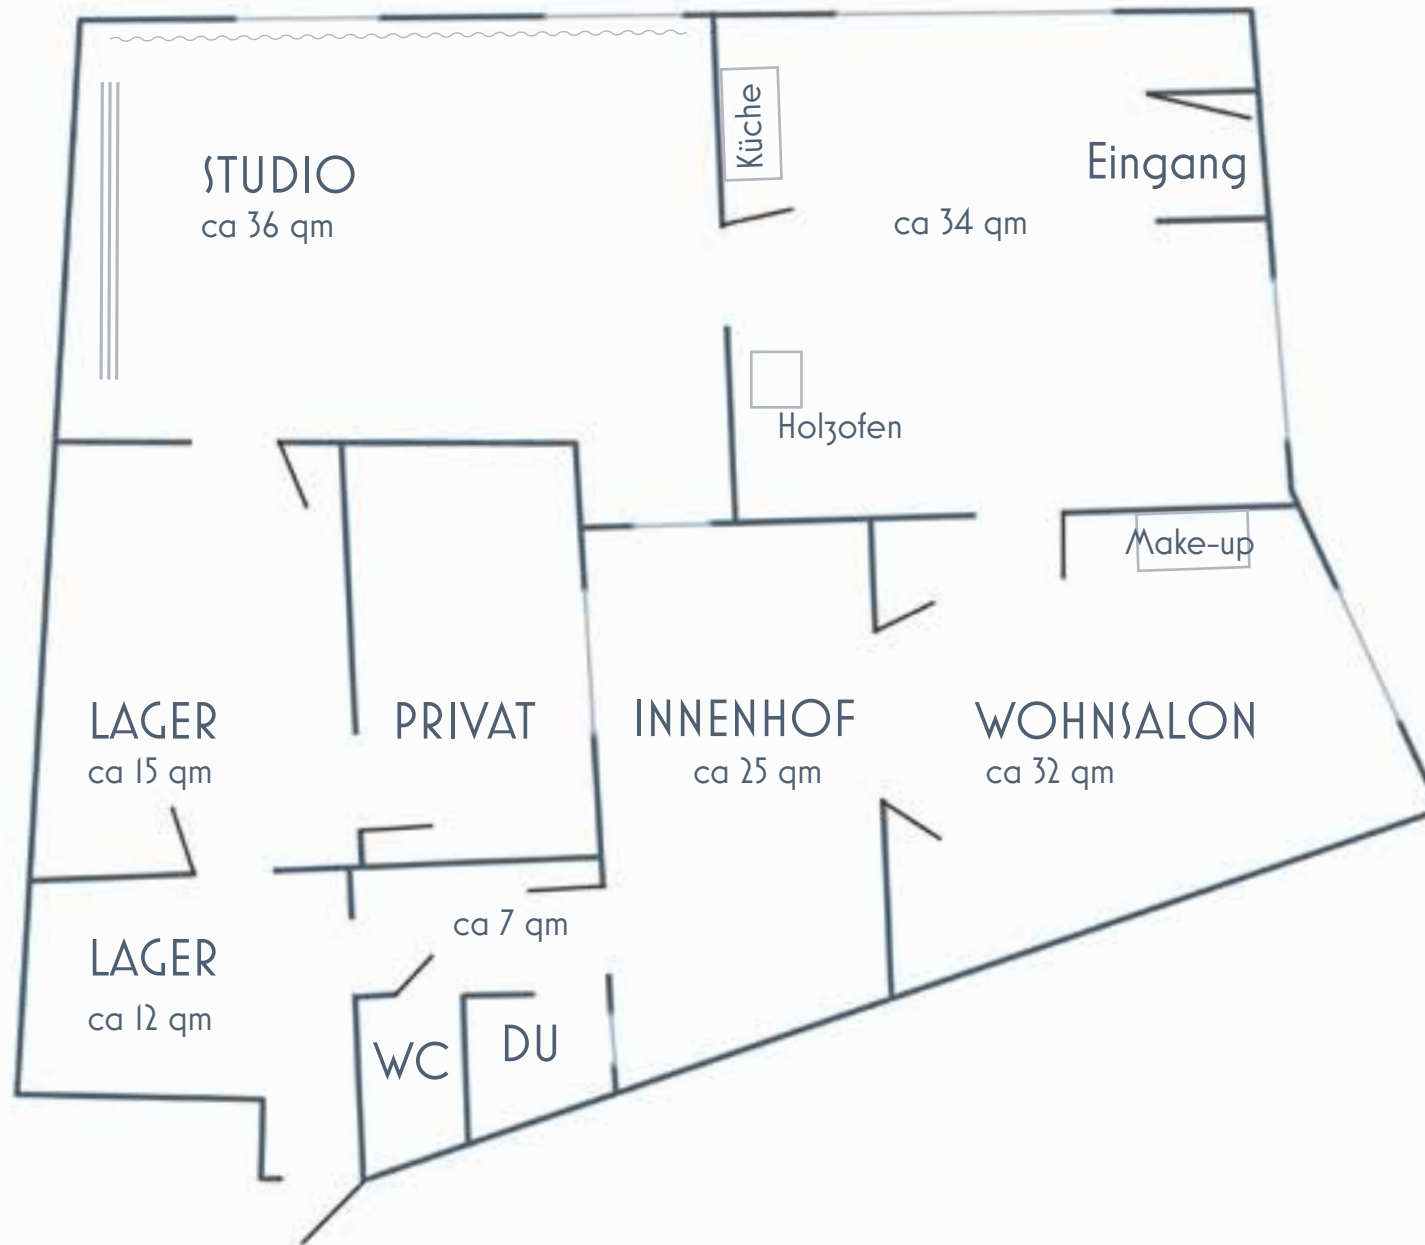 Küche
STUDIO
ca 36 qm
Eingang
ca 34 qm
Holzofen
Make-up
LAGER
ca 15 qm
PRIVAT
INNENHOF
ca 25 qm
WOHNSALON
ca 32 qm
LAGER
ca 12 qm
ca 7 qm
WC
DU